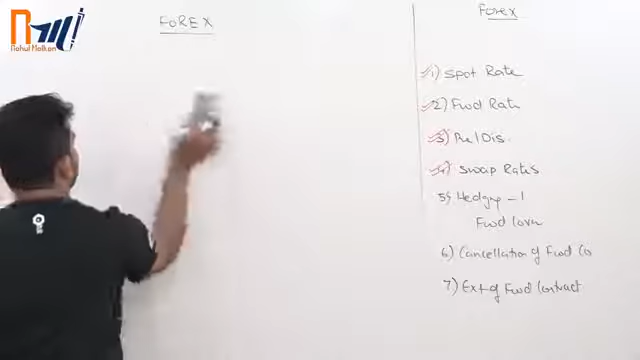 Rahul Malkan
FOREX
Forex
1) Spot Rate
2) Fwd Rate
3) Pre/Dis.
4) Swap Rates
5) Hedging - 1
Fwd Cover
6) Cancellation of Fwd Co
7) Ext of Fwd Contract